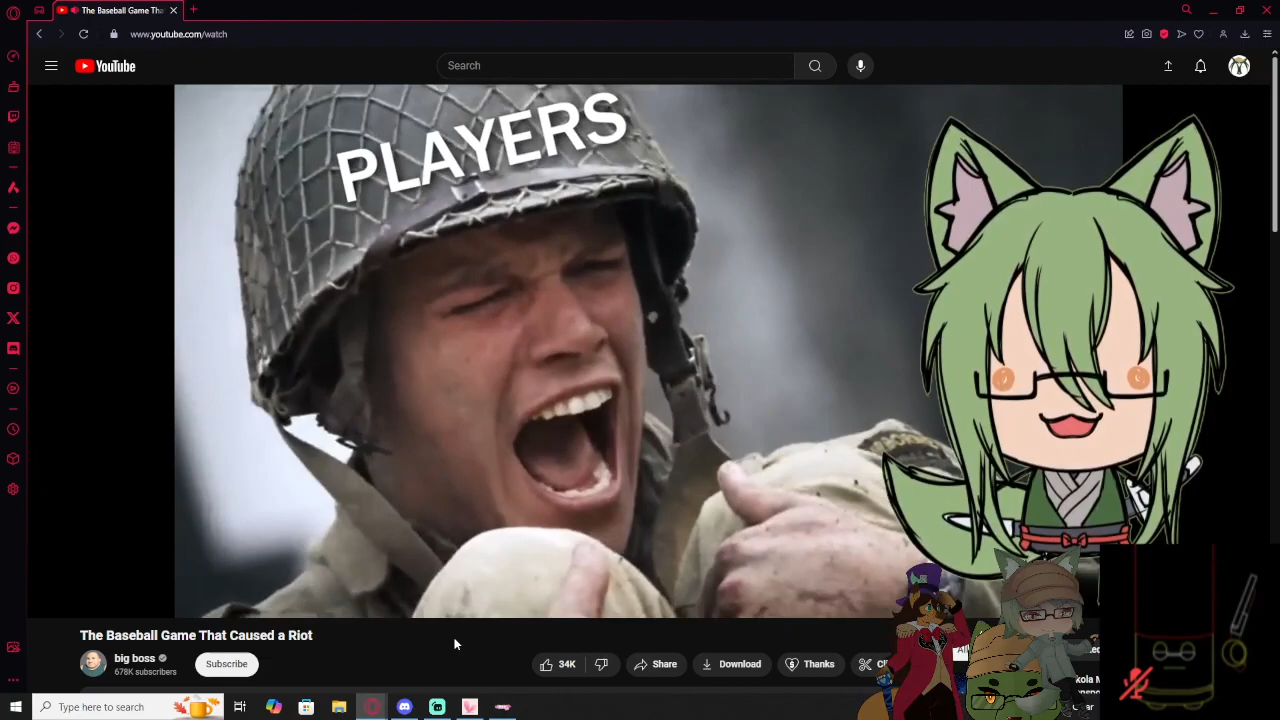 The Baseball Game Tha
www.youtube.com/watch
YouTube
Search
PLAYERS
The Baseball Game That Caused a Riot
big boss
678K subscribers
Subscribe
34K
Share
Download
Thanks
Type here to search